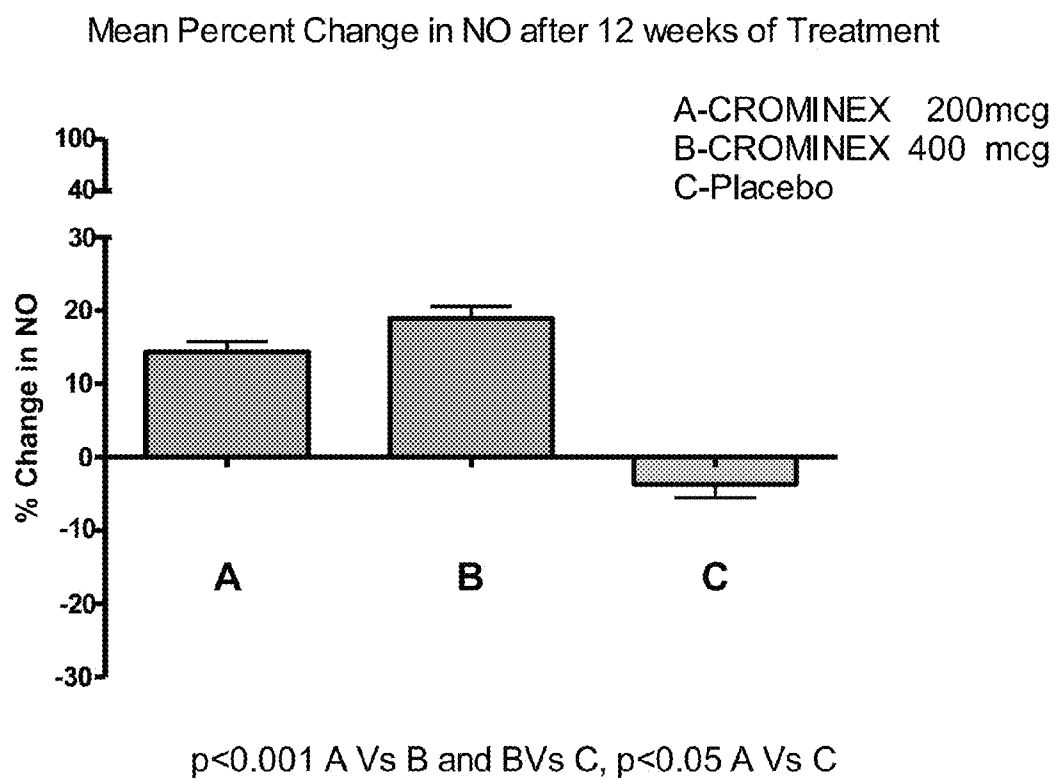 Mean Percent Change in NO after 12 weeks of Treatment
A-CROMINEX 200mcg
B-CROMINEX 400 mcg
C-Placebo
100
40
30
20
10
0
-10
-20
-30
% Change in NO
A
B
C
p<0.001 A Vs B and BVs C, p<0.05 A Vs C